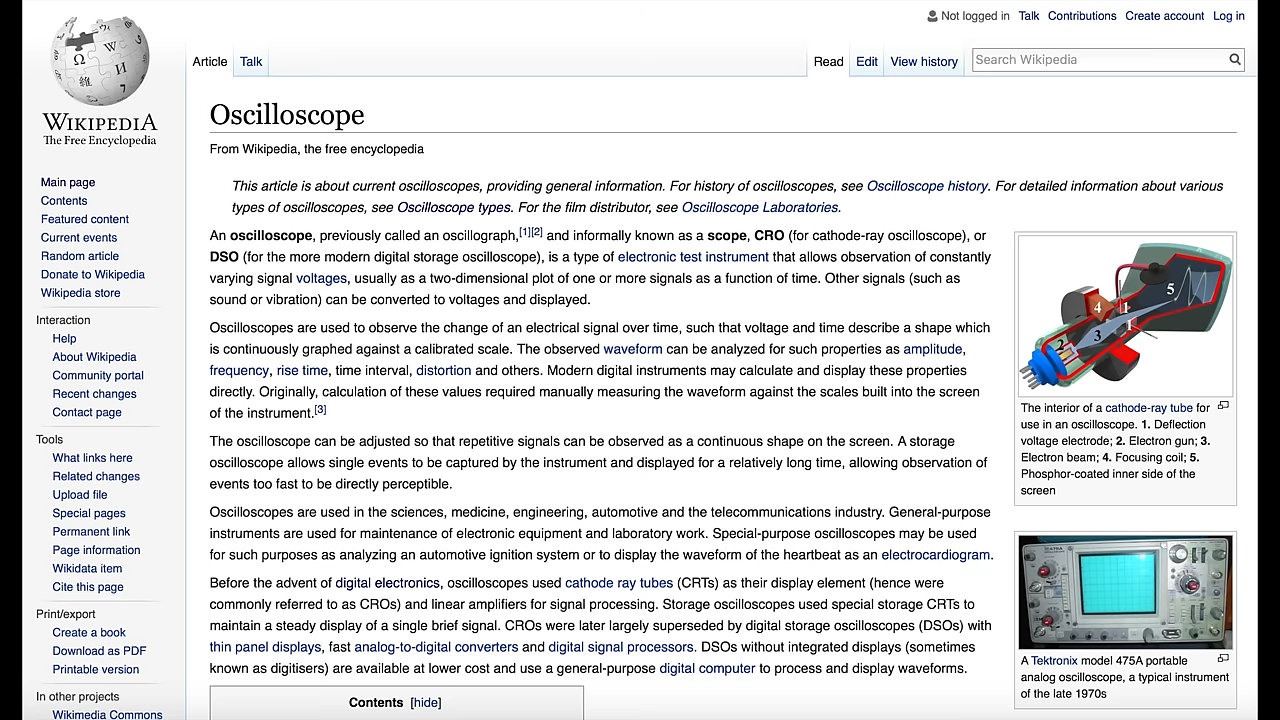 Not logged in Talk Contributions Create account Log in
Article Talk Read Edit View history Search Wikipedia
WIKIPEDIA
The Free Encyclopedia
Main page
Contents
Featured content
Current events
Random article
Donate to Wikipedia
Wikipedia store
Interaction
Help
About Wikipedia
Community portal
Recent changes
Contact page
Tools
What links here
Related changes
Upload file
Special pages
Permanent link
Page information
Wikidata item
Cite this page
Print/export
Create a book
Download as PDF
Printable version
In other projects
Wikimedia Commons
Oscilloscope
From Wikipedia, the free encyclopedia
This article is about current oscilloscopes, providing general information. For history of oscilloscopes, see Oscilloscope history. For detailed information about various
types of oscilloscopes, see Oscilloscope types. For the film distributor, see Oscilloscope Laboratories.
An oscilloscope, previously called an oscillograph,[1][2] and informally known as a scope, CRO (for cathode-ray oscilloscope), or
DSO (for the more modern digital storage oscilloscope), is a type of electronic test instrument that allows observation of constantly
varying signal voltages, usually as a two-dimensional plot of one or more signals as a function of time. Other signals (such as
sound or vibration) can be converted to voltages and displayed.
Oscilloscopes are used to observe the change of an electrical signal over time, such that voltage and time describe a shape which
is continuously graphed against a calibrated scale. The observed waveform can be analyzed for such properties as amplitude,
frequency, rise time, time interval, distortion and others. Modern digital instruments may calculate and display these properties
directly. Originally, calculation of these values required manually measuring the waveform against the scales built into the screen
of the instrument.[3]
The oscilloscope can be adjusted so that repetitive signals can be observed as a continuous shape on the screen. A storage
oscilloscope allows single events to be captured by the instrument and displayed for a relatively long time, allowing observation of
events too fast to be directly perceptible.
Oscilloscopes are used in the sciences, medicine, engineering, automotive and the telecommunications industry. General-purpose
instruments are used for maintenance of electronic equipment and laboratory work. Special-purpose oscilloscopes may be used
for such purposes as analyzing an automotive ignition system or to display the waveform of the heartbeat as an electrocardiogram.
Before the advent of digital electronics, oscilloscopes used cathode ray tubes (CRTs) as their display element (hence were
commonly referred to as CROs) and linear amplifiers for signal processing. Storage oscilloscopes used special storage CRTs to
maintain a steady display of a single brief signal. CROs were later largely superseded by digital storage oscilloscopes (DSOs) with
thin panel displays, fast analog-to-digital converters and digital signal processors. DSOs without integrated displays (sometimes
known as digitisers) are available at lower cost and use a general-purpose digital computer to process and display waveforms.
Contents [hide]
5
4
1
3
1
2
The interior of a cathode-ray tube for
use in an oscilloscope. 1. Deflection
voltage electrode; 2. Electron gun; 3.
Electron beam; 4. Focusing coil; 5.
Phosphor-coated inner side of the
screen
A Tektronix model 475A portable
analog oscilloscope, a typical instrument
of the late 1970s